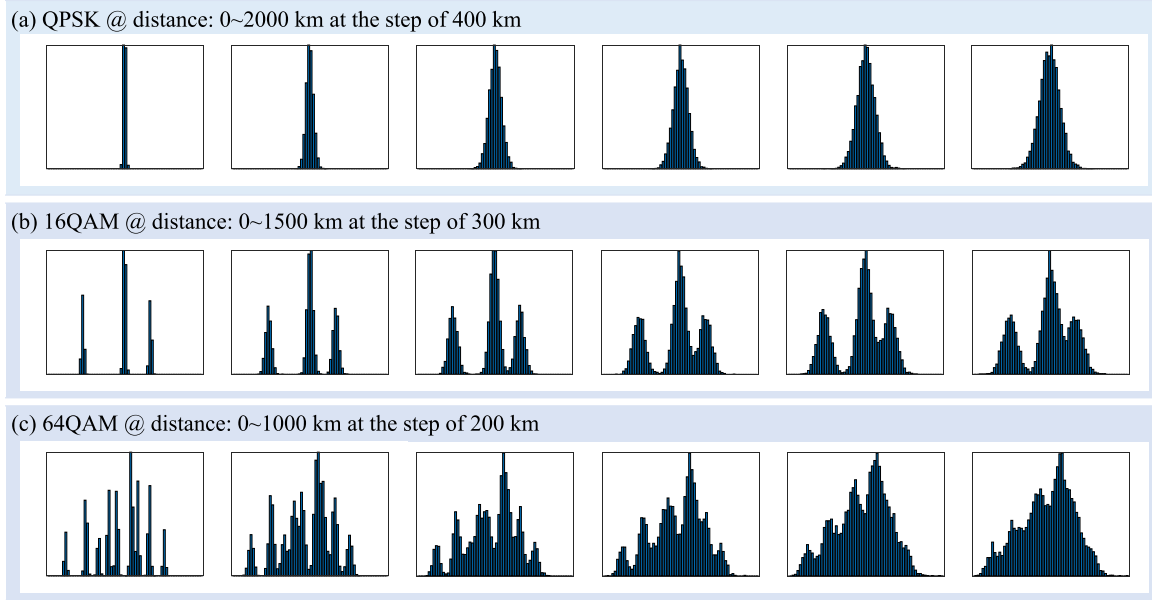 (a) QPSK @ distance: 0~2000 km at the step of 400 km
(b) 16QAM @ distance: 0~1500 km at the step of 300 km
(c) 64QAM @ distance: 0~1000 km at the step of 200 km